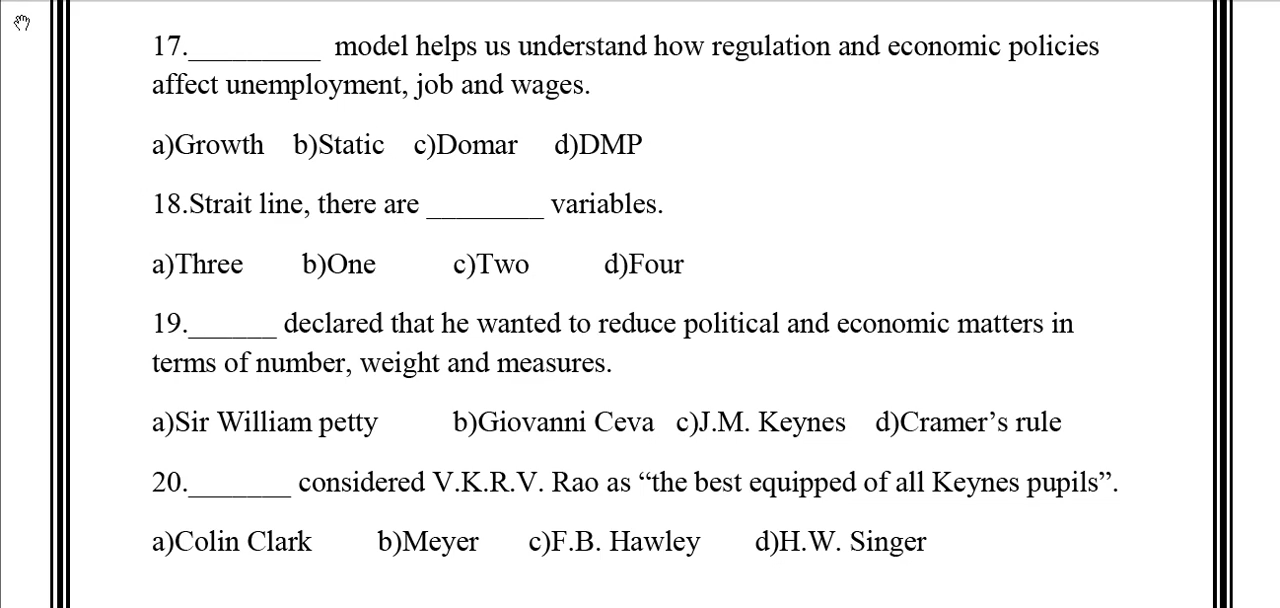 17._________ model helps us understand how regulation and economic policies
affect unemployment, job and wages.
a)Growth b)Static c)Domar d)DMP
18.Strait line, there are ________ variables.
a)Three b)One c)Two d)Four
19.______ declared that he wanted to reduce political and economic matters in
terms of number, weight and measures.
a)Sir William petty b)Giovanni Ceva c)J.M. Keynes d)Cramer’s rule
20._______ considered V.K.R.V. Rao as “the best equipped of all Keynes pupils”.
a)Colin Clark b)Meyer c)F.B. Hawley d)H.W. Singer